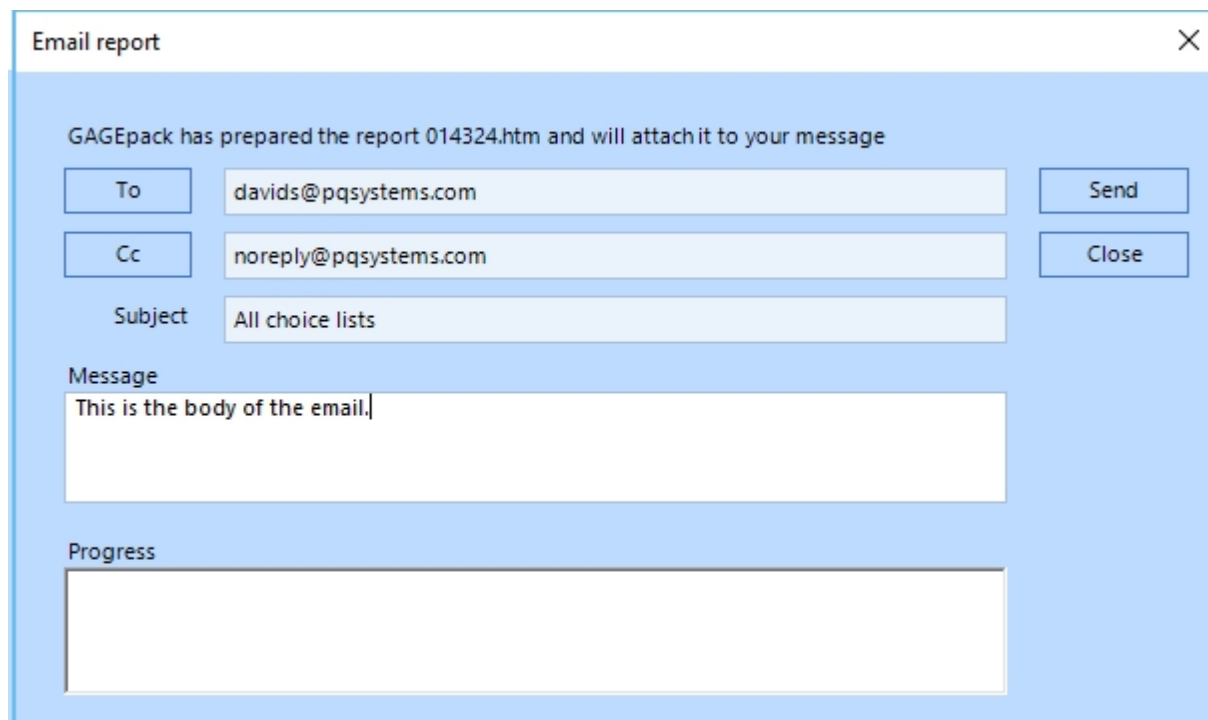 Email report
GAGEpack has prepared the report 014324.htm and will attach it to your message
To davids@pqsystems.com Send
Cc noreply@pqsystems.com Close
Subject All choice lists
Message
This is the body of the email.
Progress